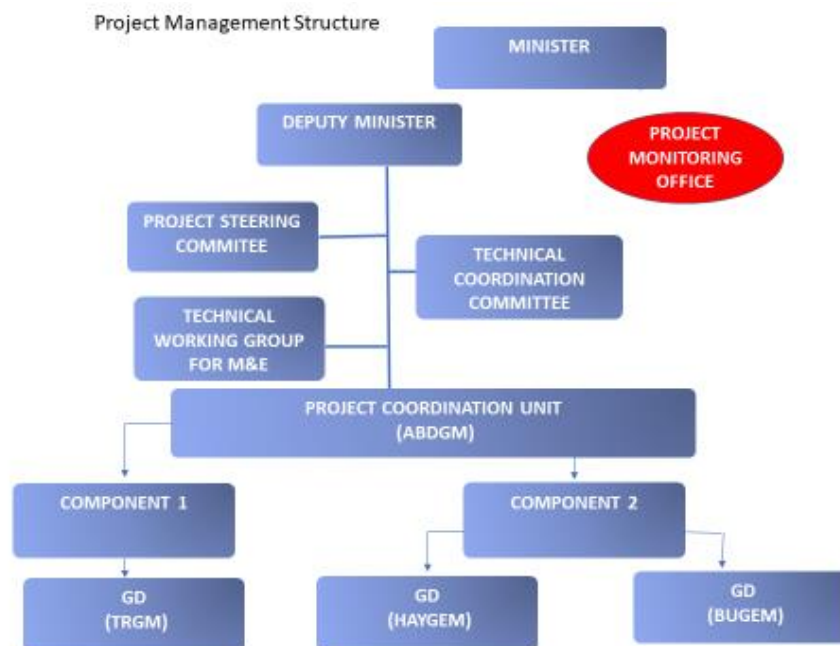 Project Management Structure
MINISTER
DEPUTY MINISTER
PROJECT
MONITORING
OFFICE
PROJECT STEERING
COMMITEE
TECHNICAL
COORDINATION
COMMITTEE
TECHNICAL
WORKING GROUP
FOR M&E
PROJECT COORDINATION UNIT
(ABDGM)
COMPONENT 1
COMPONENT 2
GD
(TRGM)
GD
(HAYGEM)
GD
(BUGEM)